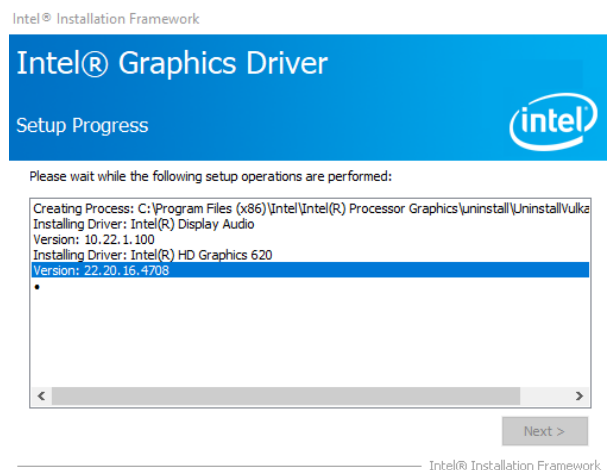 Intel® Installation Framework
Intel® Graphics Driver
Setup Progress
intel
Please wait while the following setup operations are performed:
Creating Process: C:\Program Files (x86)\Intel\Intel(R) Processor Graphics\uninstall\UninstallVulka
Installing Driver: Intel(R) Display Audio
Version: 10.22.1.100
Installing Driver: Intel(R) HD Graphics 620
Version: 22.20.16.4708
Next >
Intel® Installation Framework